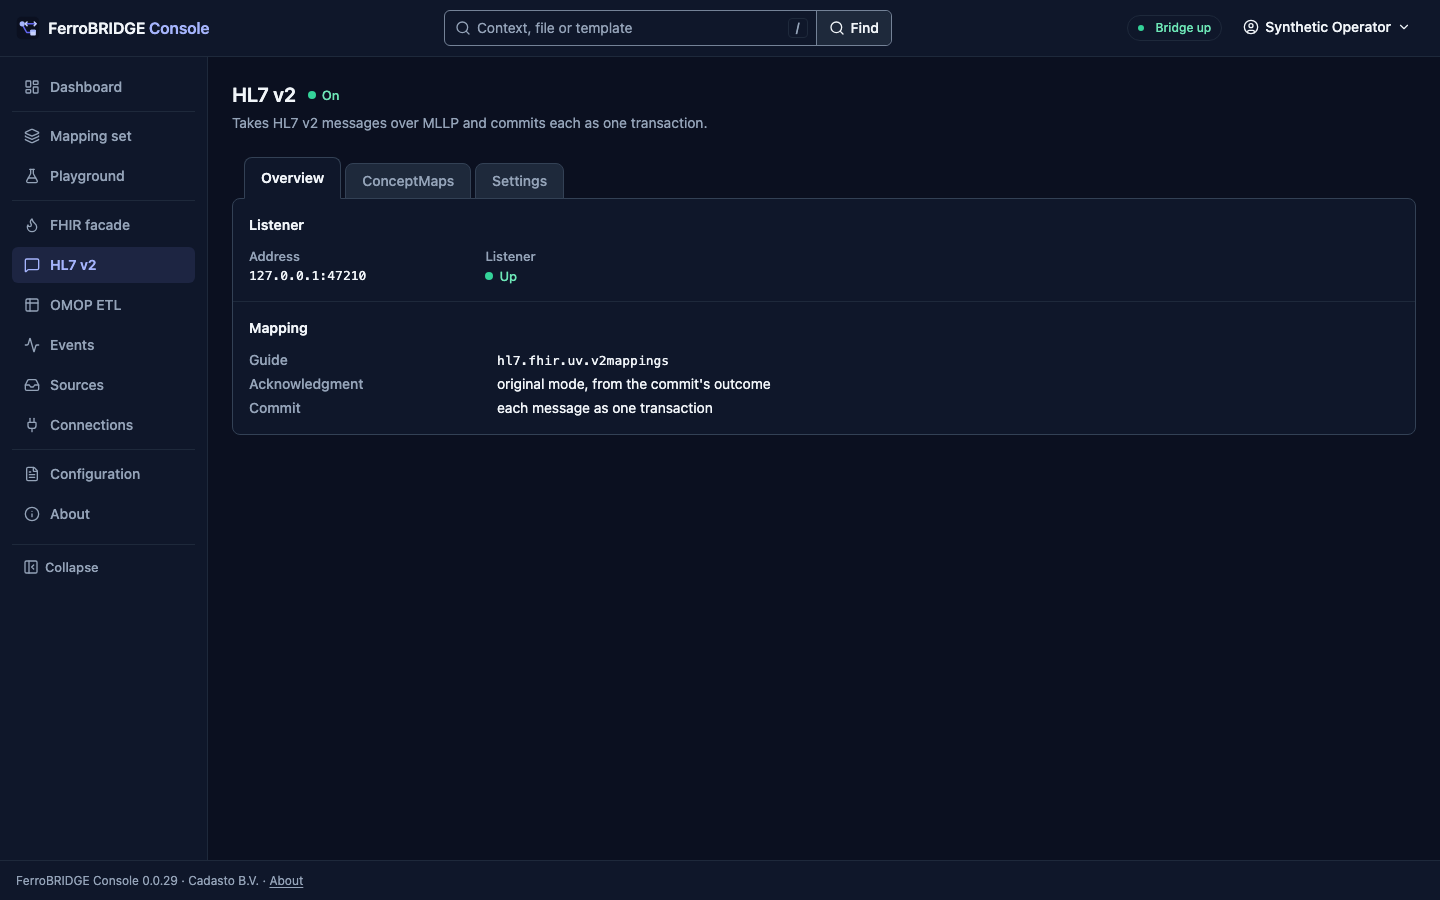 FerroBRIDGE Console
Context, file or template
/
Find
Bridge up
Synthetic Operator
Dashboard
Mapping set
Playground
FHIR facade
HL7 v2
OMOP ETL
Events
Sources
Connections
Configuration
About
Collapse
HL7 v2
On
Takes HL7 v2 messages over MLLP and commits each as one transaction.
Overview
ConceptMaps
Settings
Listener
Address
Listener
127.0.0.1:47210
Up
Mapping
Guide
hl7.fhir.uv.v2mappings
Acknowledgment
original mode, from the commit's outcome
Commit
each message as one transaction
FerroBRIDGE Console 0.0.29 · Cadasto B.V. · About